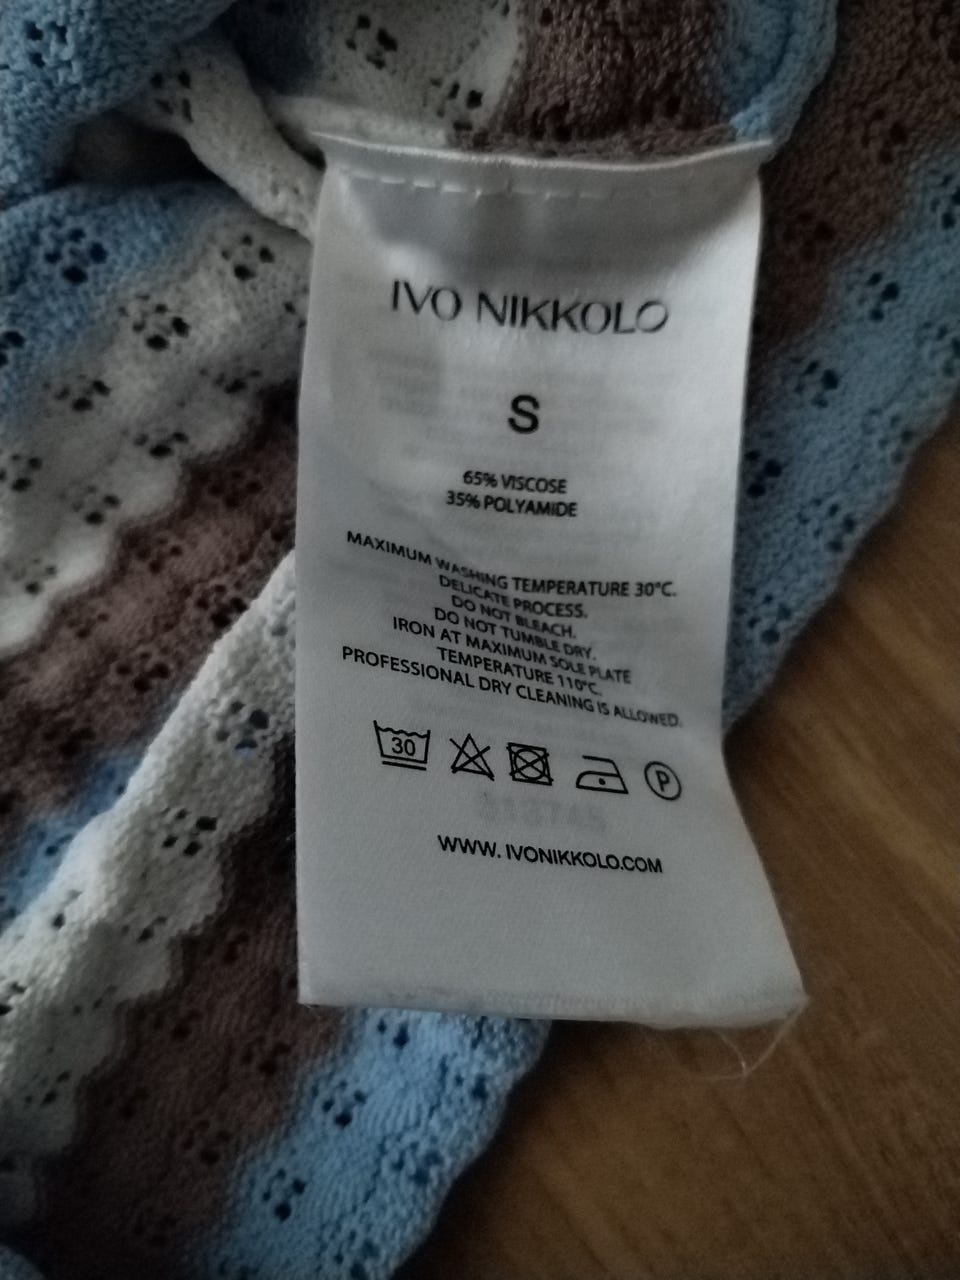 IVO NIKKOLO
S
65% VISCOSE
35% POLYAMIDE
MAXIMUM WASHING TEMPERATURE 30°C.
DELICATE PROCESS.
DO NOT BLEACH.
DO NOT TUMBLE DRY.
IRON AT MAXIMUM SOLE PLATE
TEMPERATURE 110°C.
PROFESSIONAL DRY CLEANING IS ALLOWED.
30 P
WWW. IVONIKKOLO.COM